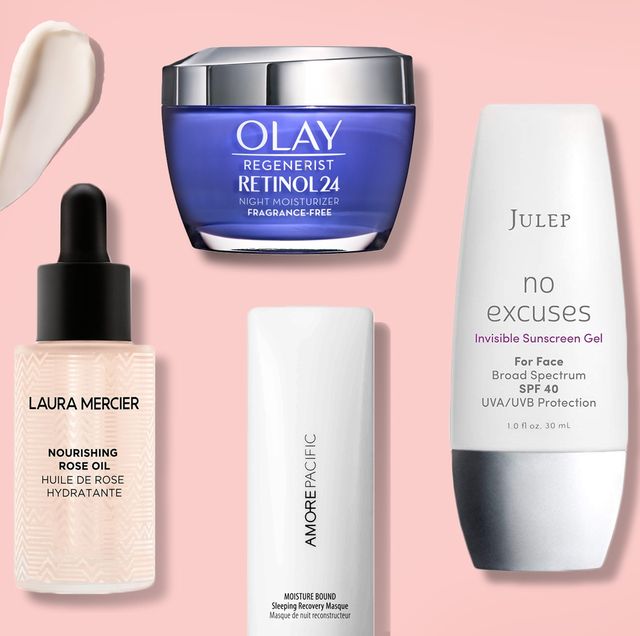 OLAY
REGENERIST
RETINOL24
NIGHT MOISTURIZER
FRAGRANCE-FREE
JULEP
no
excuses
Invisible Sunscreen Gel
For Face
Broad Spectrum
SPF 40
UVA/UVB Protection
1.0 fl oz. 30 mL
LAURA MERCIER
NOURISHING
ROSE OIL
HUILE DE ROSE
HYDRATANTE
AMOREPACIFIC
MOISTURE BOUND
Sleeping Recovery Masque
Masque de nuit reconstructeur